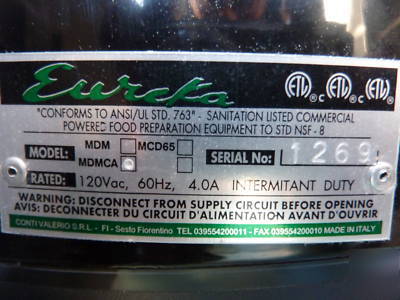 Eureka
ETL c ETL c ETL
"CONFORMS TO ANSI/UL STD. 763" - SANITATION LISTED COMMERCIAL
POWERED FOOD PREPARATION EQUIPMENT TO STD NSF - 8
MODEL: MDM MCD65 SERIAL No: 1269
MDMCA
RATED: 120Vac, 60Hz, 4.0A INTERMITANT DUTY
WARNING: DISCONNECT FROM SUPPLY CIRCUIT BEFORE OPENING
AVIS: DECONNECTER DU CIRCUIT D'ALIMENTATION AVANT D'OUVRIR
CONTI VALERIO S.R.L. - FI - Sesto Fiorentino TEL 039554200011 - FAX 039554200010 MADE IN ITALY